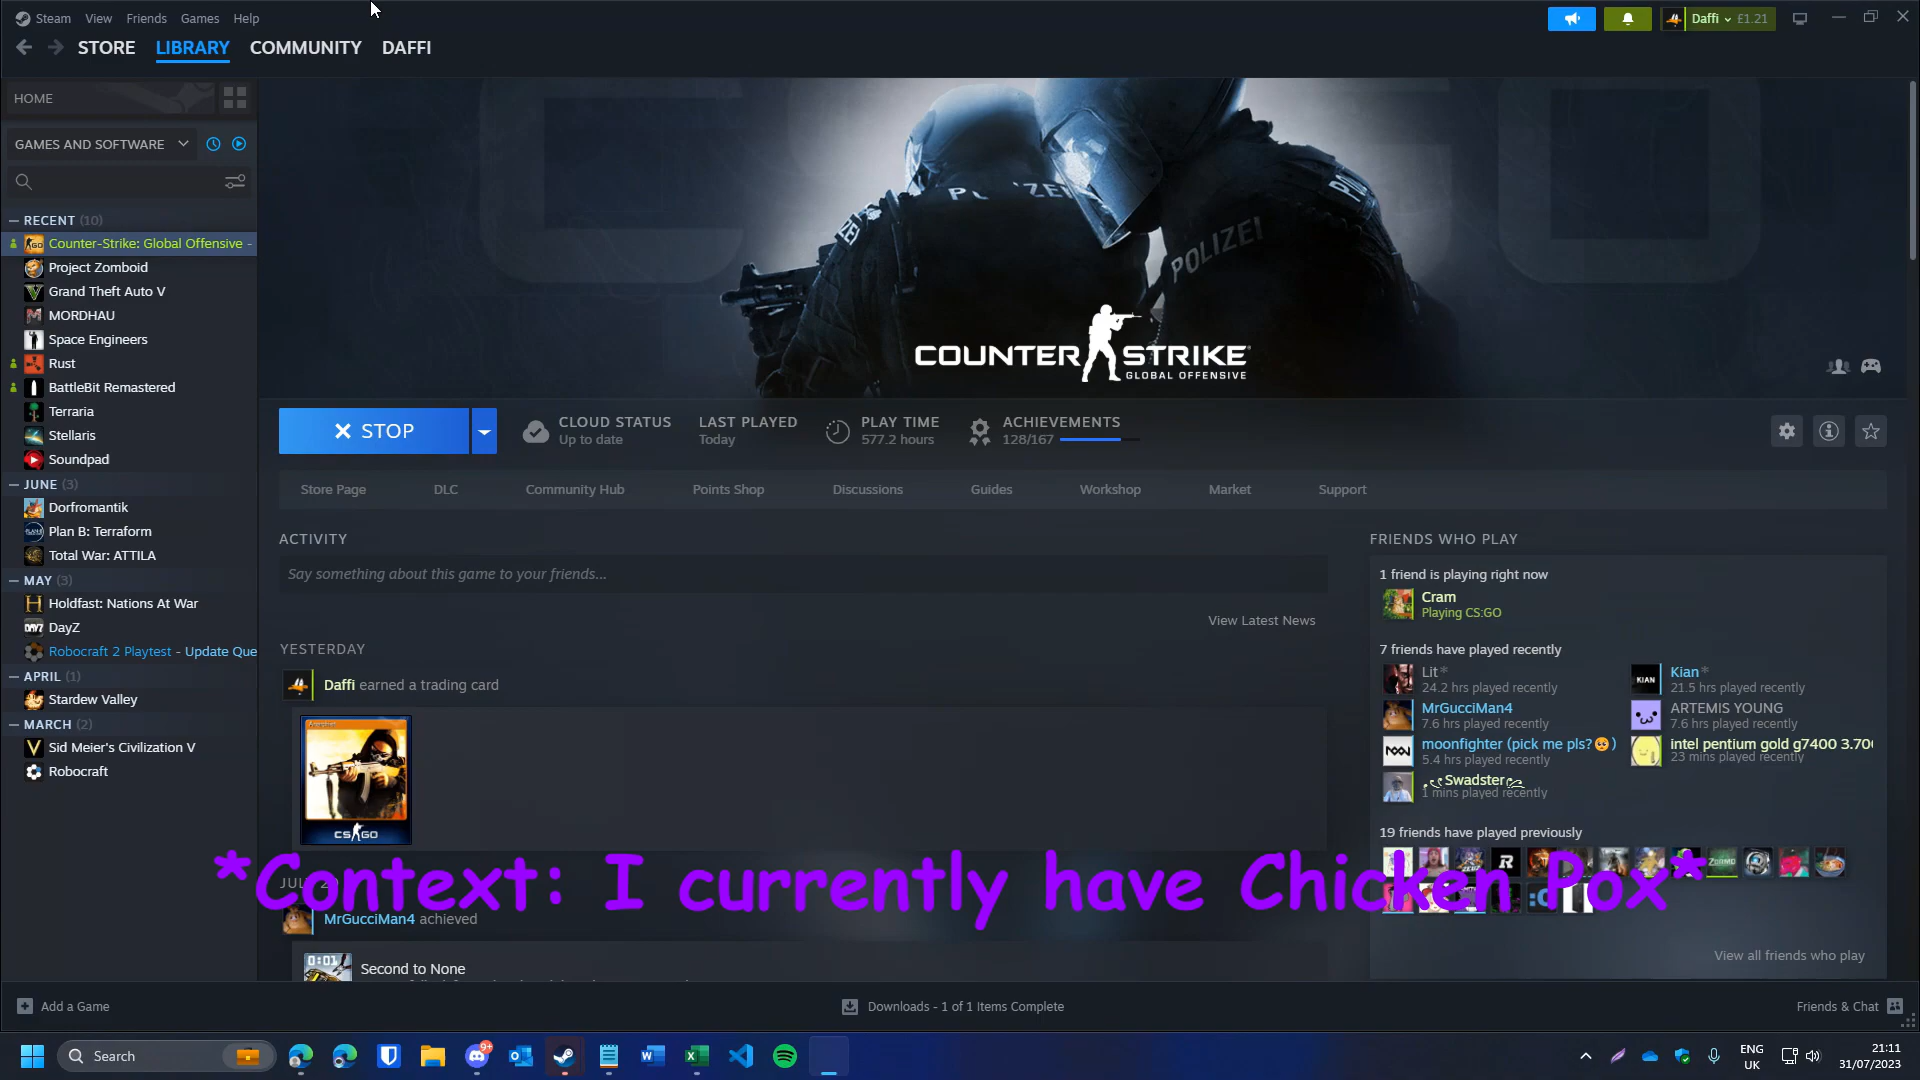 Steam View Friends Games Help
Daffi £1.21
STORE LIBRARY COMMUNITY DAFFI
HOME
GAMES AND SOFTWARE
RECENT (10)
Counter-Strike: Global Offensive -
Project Zomboid
Grand Theft Auto V
MORDHAU
Space Engineers
Rust
BattleBit Remastered
Terraria
Stellaris
Soundpad
JUNE (3)
Dorfromantik
Plan B: Terraform
Total War: ATTILA
MAY (3)
Holdfast: Nations At War
DayZ
Robocraft 2 Playtest - Update Que
APRIL (1)
Stardew Valley
MARCH (2)
Sid Meier's Civilization V
Robocraft
POLIZEI
POLIZEI
COUNTER STRIKE
GLOBAL OFFENSIVE
STOP
CLOUD STATUS
Up to date
LAST PLAYED
Today
PLAY TIME
577.2 hours
ACHIEVEMENTS
128/167
Store Page DLC Community Hub Points Shop Discussions Guides Workshop Market Support
ACTIVITY
Say something about this game to your friends...
View Latest News
YESTERDAY
Daffi earned a trading card
CS GO
*Context: I currently have Chicken Pox*
MrGucciMan4 achieved
0:01
Second to None
FRIENDS WHO PLAY
1 friend is playing right now
Cram
Playing CS:GO
7 friends have played recently
Lit*
24.2 hrs played recently
KIAN
Kian*
21.5 hrs played recently
MrGucciMan4
7.6 hrs played recently
ARTEMIS YOUNG
7.6 hrs played recently
moonfighter (pick me pls?🥺)
5.4 hrs played recently
intel pentium gold g7400 3.70
23 mins played recently
Swadster
1 mins played recently
19 friends have played previously
View all friends who play
Add a Game
Downloads - 1 of 1 Items Complete
Friends & Chat
Search
9+
ENG
UK
21:11
31/07/2023